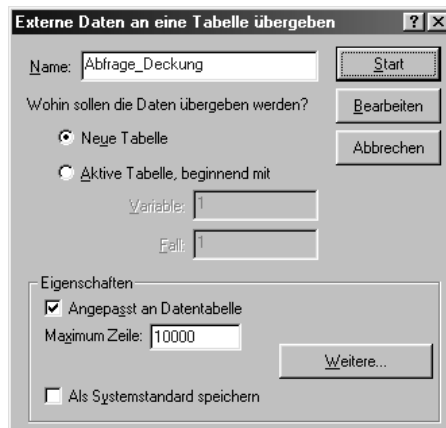 Externe Daten an eine Tabelle übergeben
Name: Abfrage_Deckung
Start
Wohin sollen die Daten übergeben werden?
Bearbeiten
Neue Tabelle
Abbrechen
Aktive Tabelle, beginnend mit
Variable: 1
Fall: 1
Eigenschaften
Angepasst an Datentabelle
Maximum Zeile: 10000
Weitere...
Als Systemstandard speichern